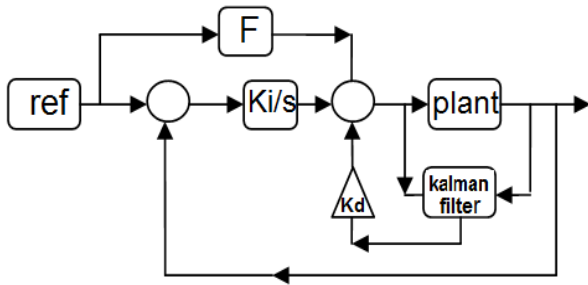 F
ref
Ki/s
plant
Kd
kalman
filter